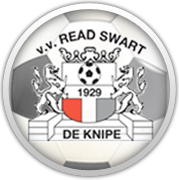 v.v. READ SWART
1929
DE KNIPE